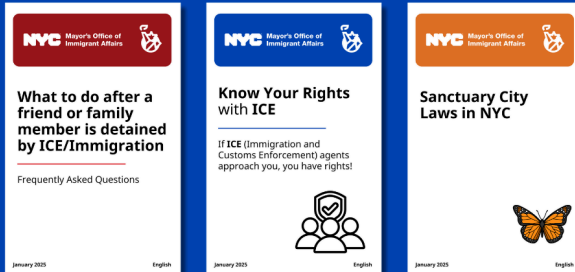 NYC Mayor's Office of
Immigrant Affairs
What to do after a
friend or family
member is detained
by ICE/Immigration
Frequently Asked Questions
January 2025
English
NYC Mayor's Office of
Immigrant Affairs
Know Your Rights
with ICE
If ICE (Immigration and
Customs Enforcement) agents
approach you, you have rights!
January 2025
English
NYC Mayor's Office of
Immigrant Affairs
Sanctuary City
Laws in NYC
January 2025
English